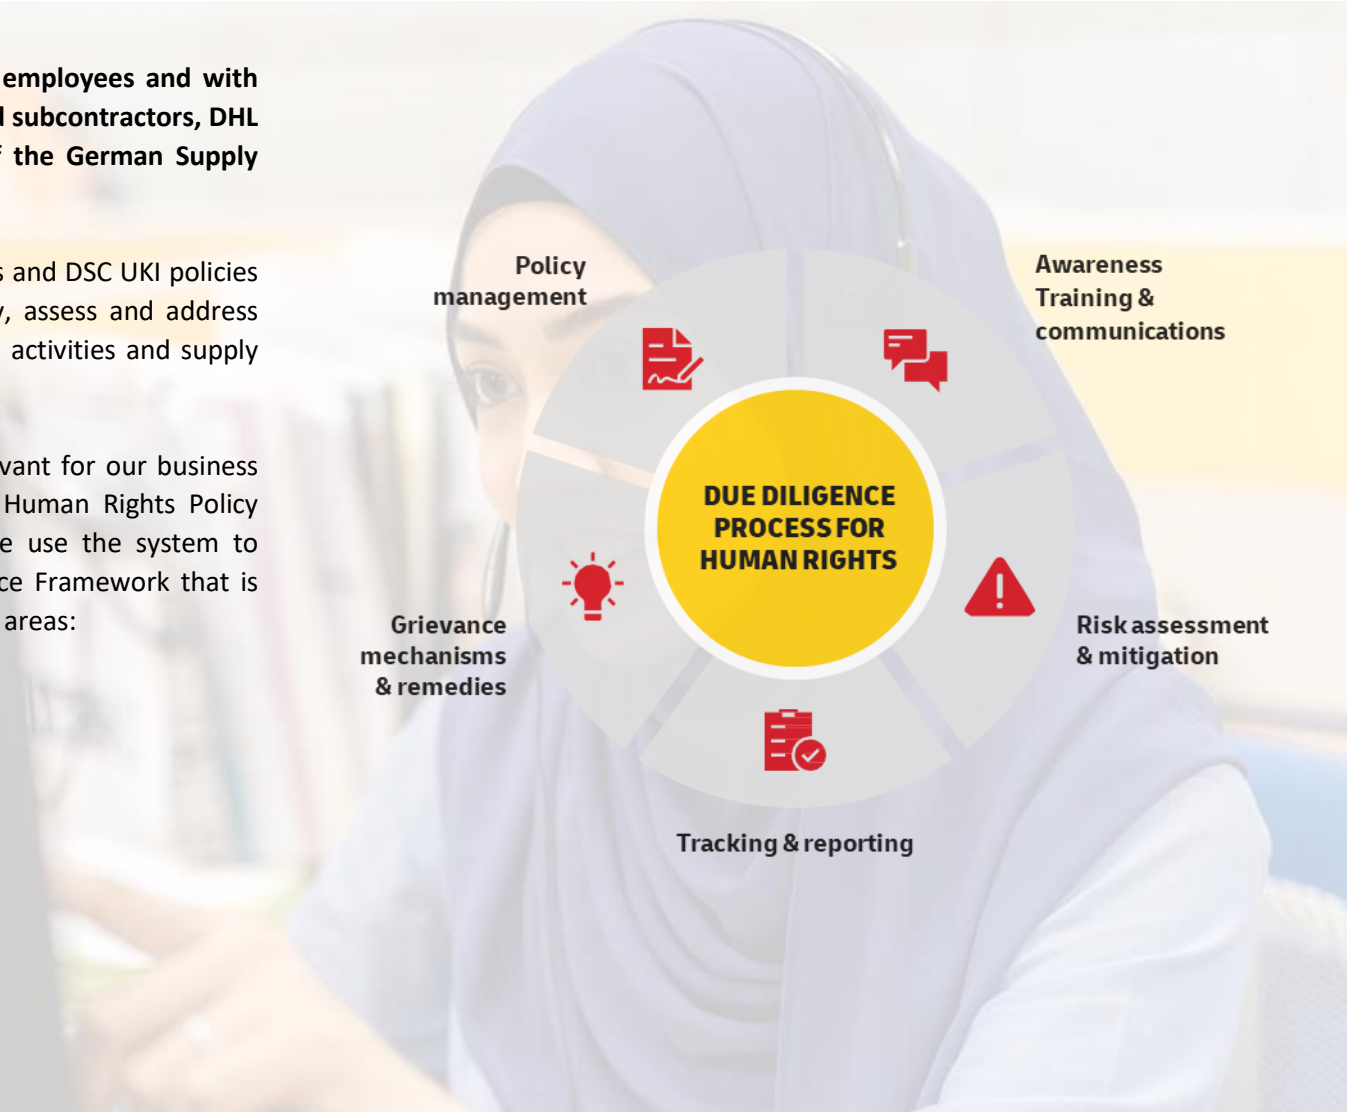 employees and with
subcontractors, DHL
the German Supply
and DSC UKI policies
assess and address
activities and supply
for our business
Human Rights Policy
use the system to
Framework that is
areas:
Policy
management
Awareness
Training &
communications
DUE DILIGENCE
PROCESS FOR
HUMAN RIGHTS
Grievance
mechanisms
& remedies
Risk assessment
& mitigation
Tracking & reporting